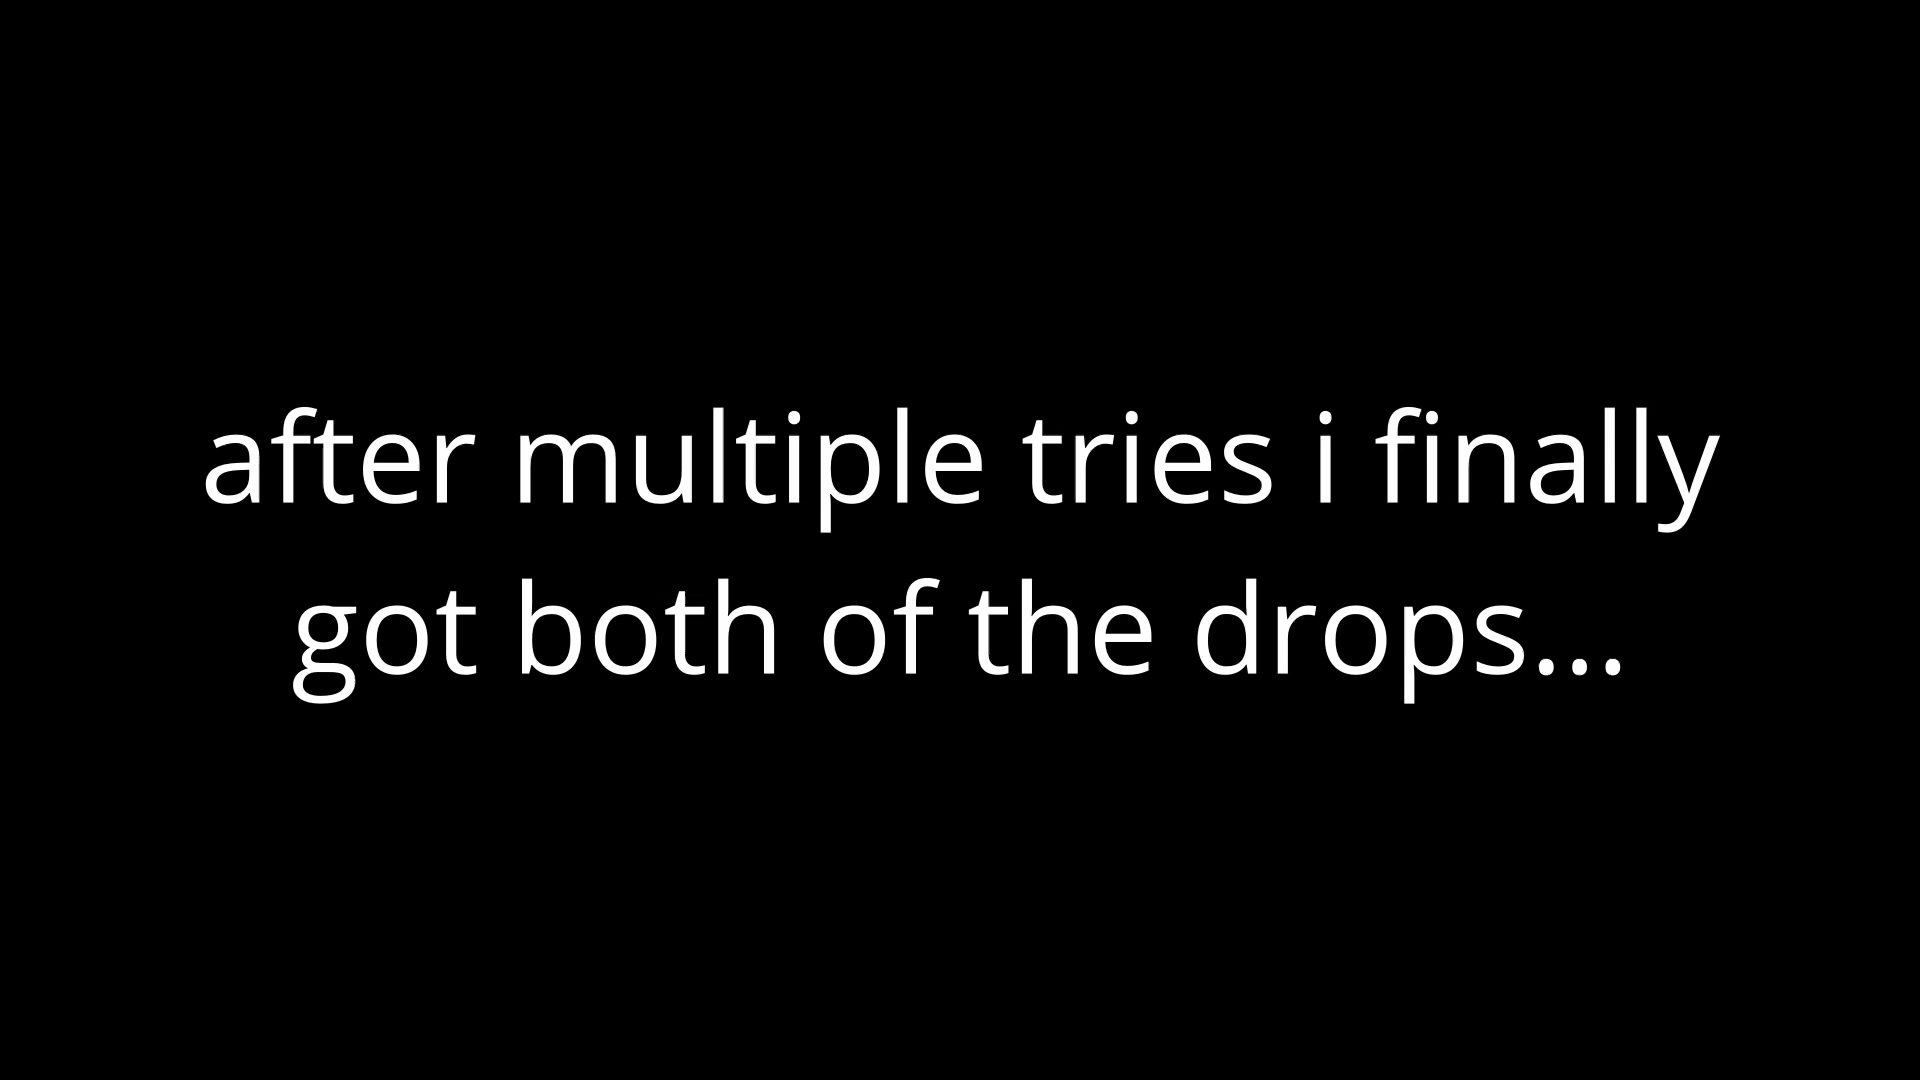 after multiple tries i finally
got both of the drops...